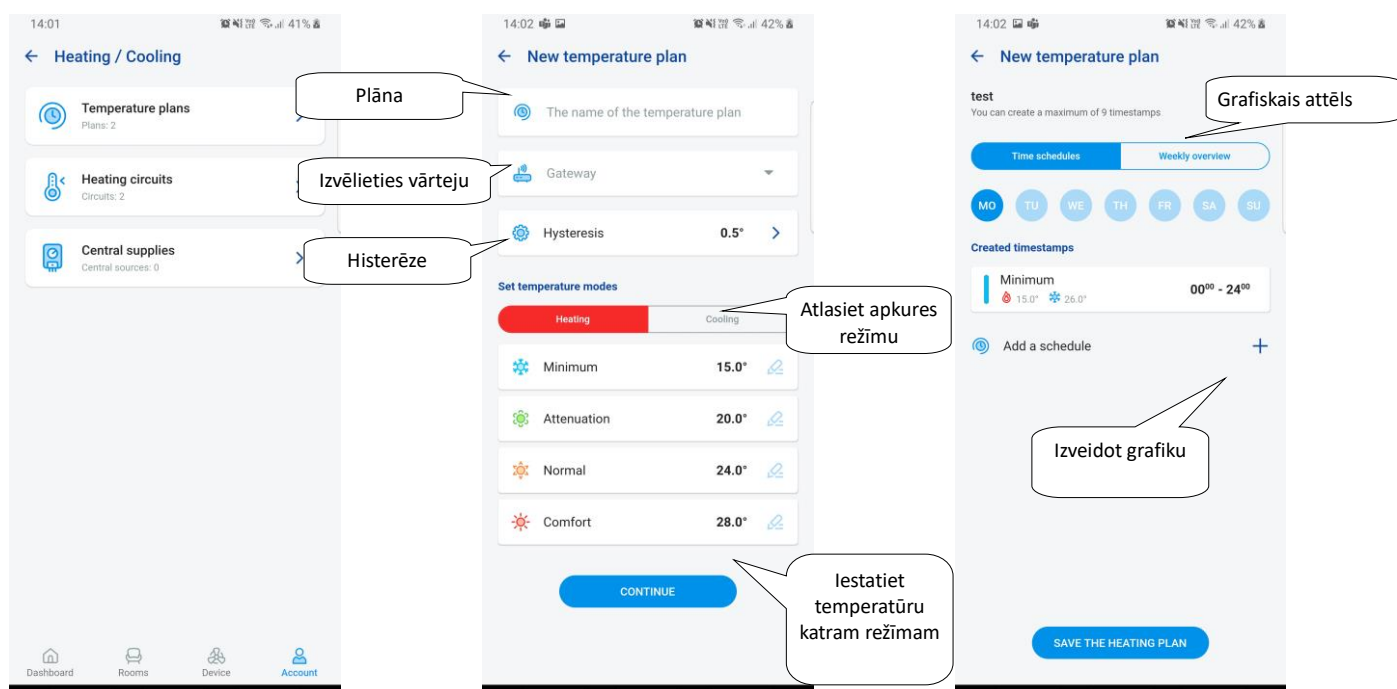 14:01
41%
Heating / Cooling
Temperature plans
Plans: 2
Heating circuits
Circuits: 2
Central supplies
Central sources: 0
Dashboard
Rooms
Device
Account
14:02
42%
New temperature plan
Plāna
The name of the temperature plan
Izvēlieties vārteju
Gateway
Histerēze
Hysteresis 0.5°
Set temperature modes
Heating
Cooling
Atlasiet apkures
režīmu
Minimum 15.0°
Attenuation 20.0°
Normal 24.0°
Comfort 28.0°
CONTINUE
Iestatiet
temperatūru
katram režīmam
14:02
42%
New temperature plan
test
You can create a maximum of 9 timestamps
Grafiskais attēls
Time schedules
Weekly overview
MO TU WE TH FR SA SU
Created timestamps
Minimum
15.0° 26.0°
00⁰⁰ - 24⁰⁰
Add a schedule
Izveidot grafiku
SAVE THE HEATING PLAN